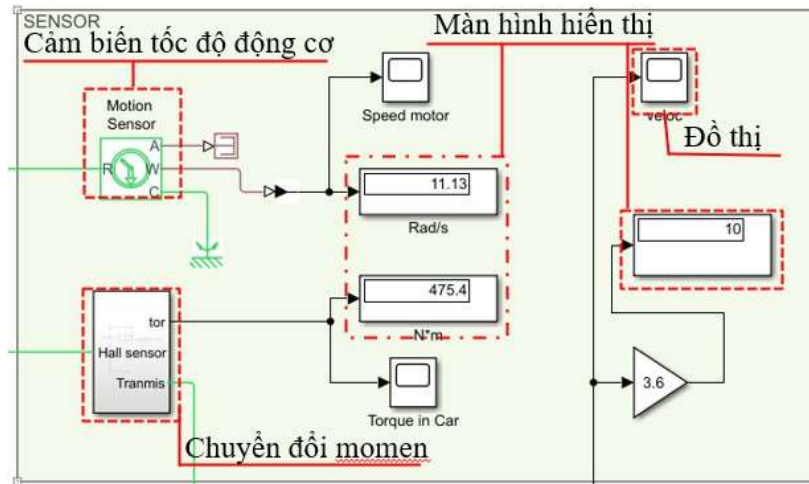 SENSOR
Cảm biến tốc độ động cơ
Màn hình hiển thị
Motion
Sensor
A
R
W
C
Speed motor
veloc
Đồ thị
11.13
Rad/s
10
475.4
N*m
tor
Hall sensor
Tranmis
3.6
Torque in Car
Chuyển đổi momen